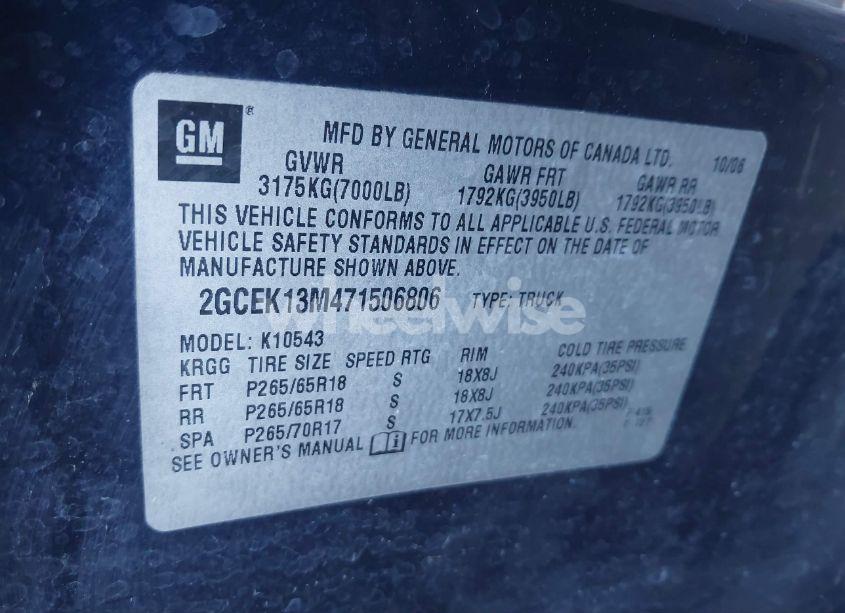 GM ®
MFD BY GENERAL MOTORS OF CANADA LTD. 10/06
GVWR GAWR FRT GAWR RR
3175KG(7000LB) 1792KG(3950LB) 1792KG(3950LB)
THIS VEHICLE CONFORMS TO ALL APPLICABLE U.S. FEDERAL MOTOR
VEHICLE SAFETY STANDARDS IN EFFECT ON THE DATE OF
MANUFACTURE SHOWN ABOVE.
2GCEK13M471506806 TYPE: TRUCK
wheelwise
MODEL: K10543
KRGG TIRE SIZE SPEED RTG RIM COLD TIRE PRESSURE
FRT P265/65R18 S 18X8J 240KPA(35PSI)
RR P265/65R18 S 18X8J 240KPA(35PSI)
SPA P265/70R17 S 17X7.5J 240KPA(35PSI)
SEE OWNER'S MANUAL FOR MORE INFORMATION.